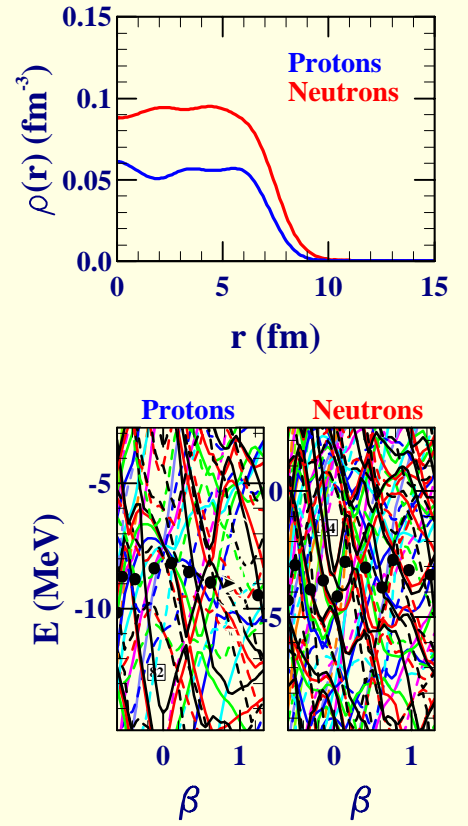 0.15
Protons
Neutrons
0.1
ρ(r) (fm⁻³)
0.05
0.0
0 5 10 15
r (fm)
Protons Neutrons
-5 0
E (MeV)
-10 -5
82
0 1 0 1
β β